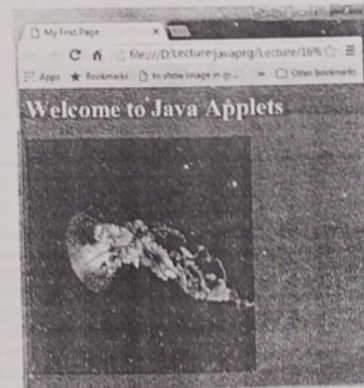 My First Page
file:///D:/Lecture/javaprg/Lecture/16%
Apps Bookmarks to show image in gr... » Other bookmarks
Welcome to Java Applets